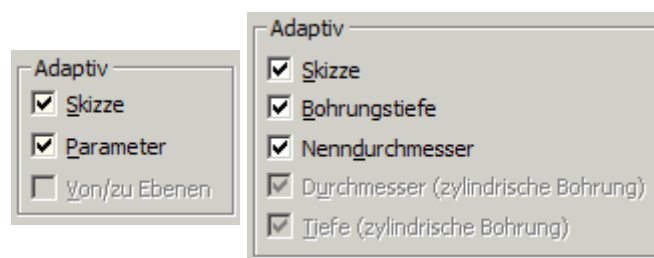 Adaptiv
Skizze
Parameter
Von/zu Ebenen
Adaptiv
Skizze
Bohrungstiefe
Nenndurchmesser
Durchmesser (zylindrische Bohrung)
Tiefe (zylindrische Bohrung)